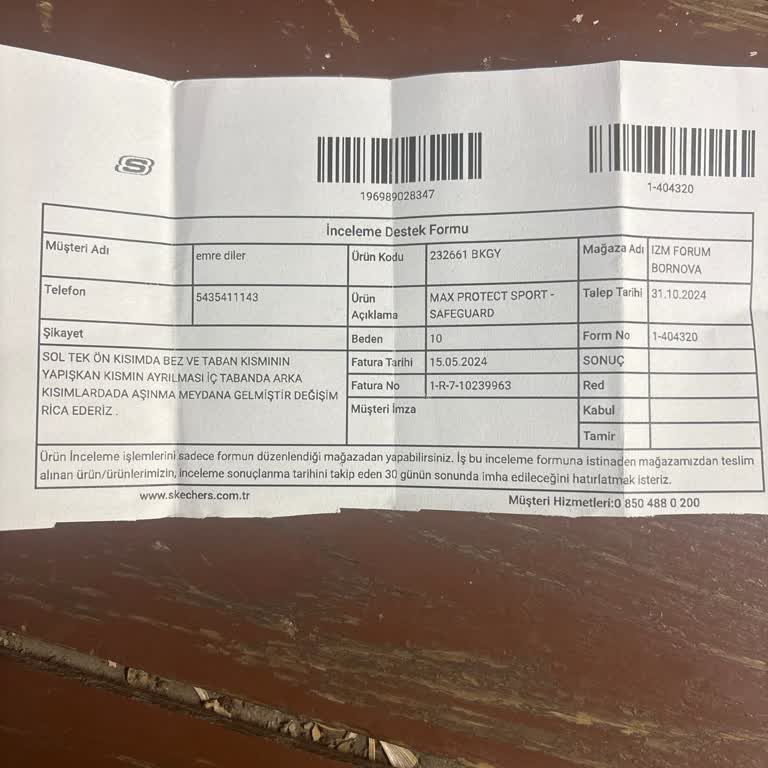 S
196989028347
1-404320
İnceleme Destek Formu
Müşteri Adı
emre diler
Ürün Kodu
232661 BKGY
Mağaza Adı
IZM FORUM
BORNOVA
Telefon
5435411143
Ürün
Açıklama
MAX PROTECT SPORT -
SAFEGUARD
Talep Tarihi
31.10.2024
Şikayet
Beden
10
Form No
1-404320
SOL TEK ÖN KISIMDA BEZ VE TABAN KISMININ
YAPIŞKAN KISMIN AYRILMASI İÇ TABANDA ARKA
KISIMLARDADA AŞINMA MEYDANA GELMİSTİR DEĞİŞİM
RİCA EDERİZ .
Fatura Tarihi
15.05.2024
SONUÇ
Fatura No
1-R-7-10239963
Red
Müşteri İmza
Kabul
Tamir
Ürün İnceleme işlemlerini sadece formun düzenlendiği mağazadan yapabilirsiniz. İş bu inceleme formuna istinaden mağazamızdan teslim
alınan ürün/ürünlerimizin, inceleme sonuçlanma tarihini takip eden 30 günün sonunda imha edileceğini hatırlatmak isteriz.
www.skechers.com.tr
Müşteri Hizmetleri:0 850 488 0 200